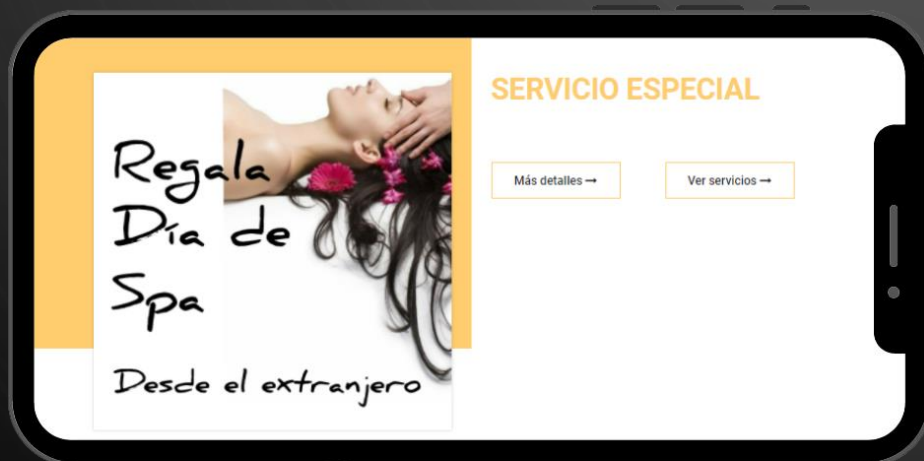 Regala
Día de
Spa
Desde el extranjero
SERVICIO ESPECIAL
Más detalles →
Ver servicios →